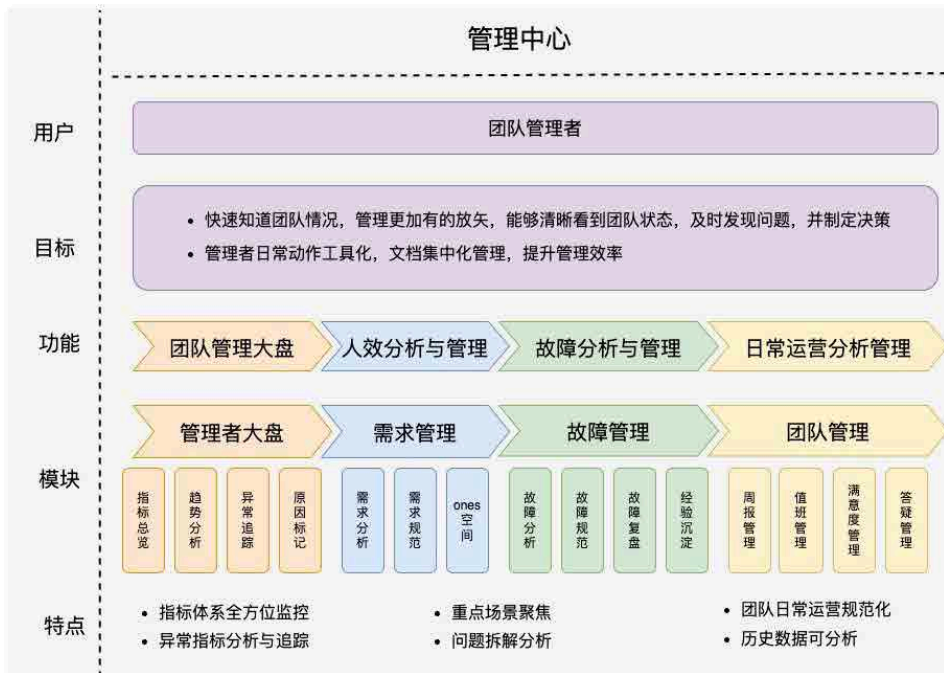 管理中心
用户
团队管理者
目标
• 快速知道团队情况，管理更加有的放矢，能够清晰看到团队状态，及时发现问题，并制定决策
• 管理者日常动作工具化，文档集中化管理，提升管理效率
功能
团队管理大盘
人效分析与管理
故障分析与管理
日常运营分析管理
模块
管理者大盘
需求管理
故障管理
团队管理
指标总览
趋势分析
异常追踪
原因标记
需求分析
需求规范
ones
空间
故障分析
故障规范
故障复盘
经验沉淀
周报管理
值班管理
满意度管理
答疑管理
特点
• 指标体系全方位监控
• 异常指标分析与追踪
• 重点场景聚焦
• 问题拆解分析
• 团队日常运营规范化
• 历史数据可分析